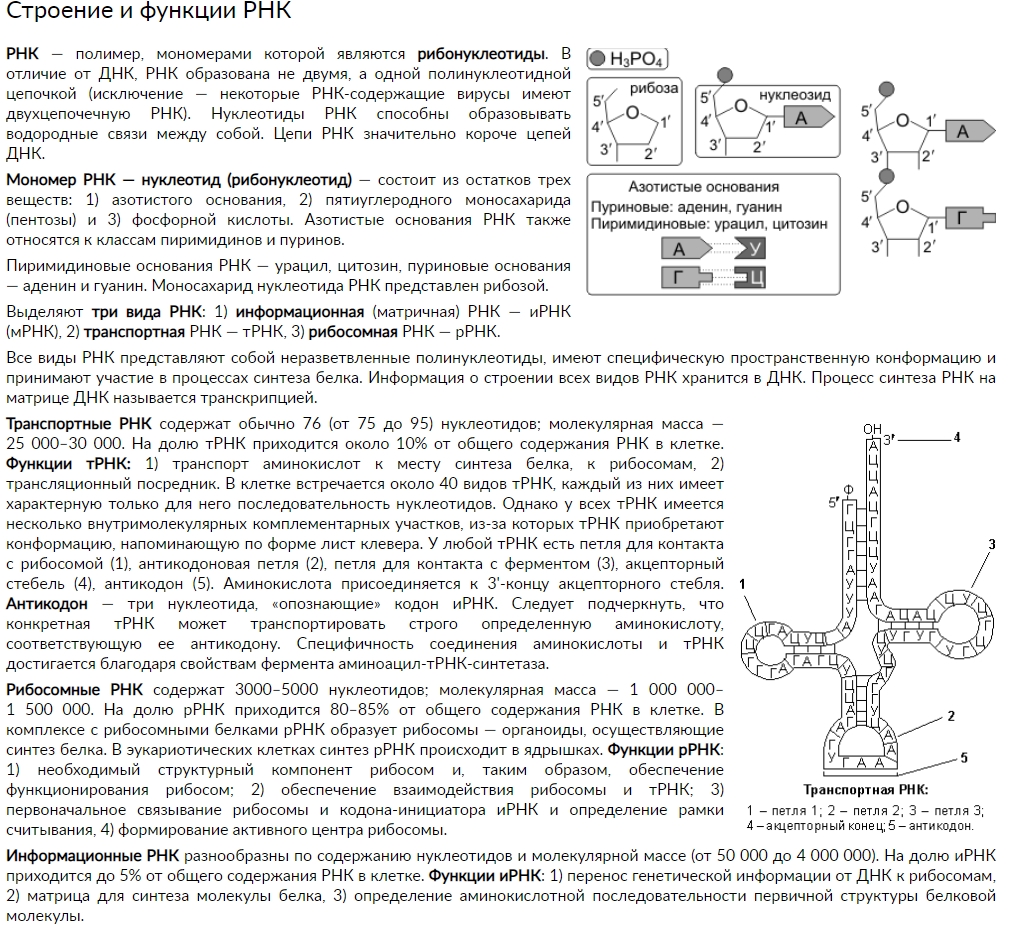 Строение и функции РНК
РНК — полимер, мономерами которой являются рибонуклеотиды. В
отличие от ДНК, РНК образована не двумя, а одной полинуклеотидной
цепочкой (исключение — некоторые РНК-содержащие вирусы имеют
двухцепочечную РНК). Нуклеотиды РНК способны образовывать
водородные связи между собой. Цепи РНК значительно короче цепей
ДНК.
Мономер РНК — нуклеотид (рибонуклеотид) — состоит из остатков трех
веществ: 1) азотистого основания, 2) пятиуглеродного моносахарида
(пентозы) и 3) фосфорной кислоты. Азотистые основания РНК также
относятся к классам пиримидинов и пуринов.
Пиримидиновые основания РНК — урацил, цитозин, пуриновые основания
— аденин и гуанин. Моносахарид нуклеотида РНК представлен рибозой.
Выделяют три вида РНК: 1) информационная (матричная) РНК — иРНК
(мРНК), 2) транспортная РНК — тРНК, 3) рибосомная РНК — рРНК.
H₃PO₄
рибоза
5′
O
4′
1′
3′
2′
нуклеозид
5′
O
4′
1′
А
3′
2′
5′
O
1′
А
4′
3′
2′
5′
O
4′
1′
Г
3′
2′
Азотистые основания
Пуриновые: аденин, гуанин
Пиримидиновые: урацил, цитозин
А У
Г Ц
Все виды РНК представляют собой неразветвленные полинуклеотиды, имеют специфическую пространственную конформацию и
принимают участие в процессах синтеза белка. Информация о строении всех видов РНК хранится в ДНК. Процесс синтеза РНК на
матрице ДНК называется транскрипцией.
Транспортные РНК содержат обычно 76 (от 75 до 95) нуклеотидов; молекулярная масса —
25 000–30 000. На долю тРНК приходится около 10% от общего содержания РНК в клетке.
Функции тРНК: 1) транспорт аминокислот к месту синтеза белка, к рибосомам, 2)
трансляционный посредник. В клетке встречается около 40 видов тРНК, каждый из них имеет
характерную только для него последовательность нуклеотидов. Однако у всех тРНК имеется
несколько внутримолекулярных комплементарных участков, из-за которых тРНК приобретают
конформацию, напоминающую по форме лист клевера. У любой тРНК есть петля для контакта
с рибосомой (1), антикодоновая петля (2), петля для контакта с ферментом (3), акцепторный
стебель (4), антикодон (5). Аминокислота присоединяется к 3'-концу акцепторного стебля.
Антикодон — три нуклеотида, «опознающие» кодон иРНК. Следует подчеркнуть, что
конкретная тРНК может транспортировать строго определенную аминокислоту,
соответствующую ее антикодону. Специфичность соединения аминокислоты и тРНК
достигается благодаря свойствам фермента аминоацил-тРНК-синтетаза.
Рибосомные РНК содержат 3000–5000 нуклеотидов; молекулярная масса — 1 000 000–
1 500 000. На долю рРНК приходится 80–85% от общего содержания РНК в клетке. В
комплексе с рибосомными белками рРНК образует рибосомы — органоиды, осуществляющие
синтез белка. В эукариотических клетках синтез рРНК происходит в ядрышках. Функции рРНК:
1) необходимый структурный компонент рибосом и, таким образом, обеспечение
функционирования рибосом; 2) обеспечение взаимодействия рибосомы и тРНК; 3)
первоначальное связывание рибосомы и кодона-инициатора иРНК и определение рамки
считывания, 4) формирование активного центра рибосомы.
OH
3′
4
Ф
5′
3
1
2
5
Транспортная РНК:
1 – петля 1; 2 – петля 2; 3 – петля 3;
4 – акцепторный конец; 5 – антикодон.
Информационные РНК разнообразны по содержанию нуклеотидов и молекулярной массе (от 50 000 до 4 000 000). На долю иРНК
приходится до 5% от общего содержания РНК в клетке. Функции иРНК: 1) перенос генетической информации от ДНК к рибосомам,
2) матрица для синтеза молекулы белка, 3) определение аминокислотной последовательности первичной структуры белковой
молекулы.